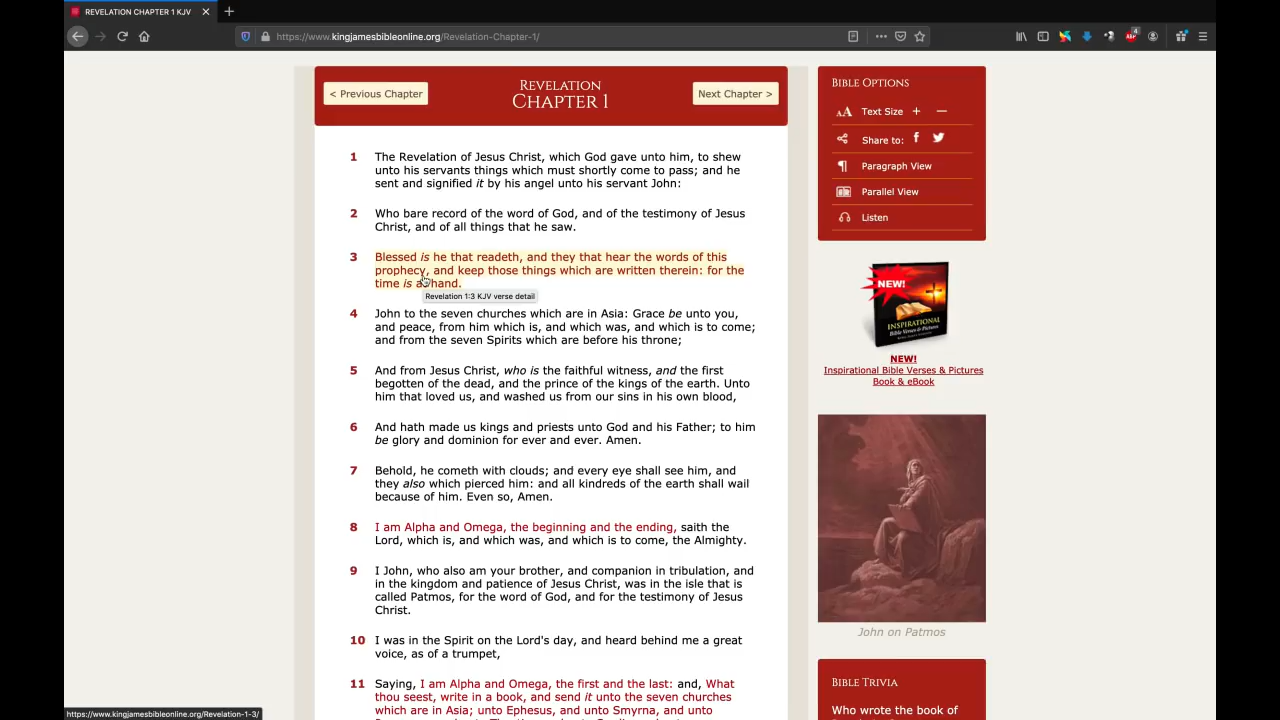 REVELATION CHAPTER 1 KJV
https://www.kingjamesbibleonline.org/Revelation-Chapter-1/
ABP
4
< Previous Chapter
REVELATION
CHAPTER 1
Next Chapter >
1 The Revelation of Jesus Christ, which God gave unto him, to shew
unto his servants things which must shortly come to pass; and he
sent and signified it by his angel unto his servant John:
2 Who bare record of the word of God, and of the testimony of Jesus
Christ, and of all things that he saw.
3 Blessed is he that readeth, and they that hear the words of this
prophecy, and keep those things which are written therein: for the
time is at hand.
Revelation 1:3 KJV verse detail
4 John to the seven churches which are in Asia: Grace be unto you,
and peace, from him which is, and which was, and which is to come;
and from the seven Spirits which are before his throne;
5 And from Jesus Christ, who is the faithful witness, and the first
begotten of the dead, and the prince of the kings of the earth. Unto
him that loved us, and washed us from our sins in his own blood,
6 And hath made us kings and priests unto God and his Father; to him
be glory and dominion for ever and ever. Amen.
7 Behold, he cometh with clouds; and every eye shall see him, and
they also which pierced him: and all kindreds of the earth shall wail
because of him. Even so, Amen.
8 I am Alpha and Omega, the beginning and the ending, saith the
Lord, which is, and which was, and which is to come, the Almighty.
9 I John, who also am your brother, and companion in tribulation, and
in the kingdom and patience of Jesus Christ, was in the isle that is
called Patmos, for the word of God, and for the testimony of Jesus
Christ.
10 I was in the Spirit on the Lord's day, and heard behind me a great
voice, as of a trumpet,
11 Saying, I am Alpha and Omega, the first and the last: and, What
thou seest, write in a book, and send it unto the seven churches
which are in Asia; unto Ephesus, and unto Smyrna, and unto
BIBLE OPTIONS
AA Text Size + −
Share to:
Paragraph View
Parallel View
Listen
NEW!
INSPIRATIONAL
Bible Verses & Pictures
NEW!
Inspirational Bible Verses & Pictures
Book & eBook
John on Patmos
BIBLE TRIVIA
Who wrote the book of
https://www.kingjamesbibleonline.org/Revelation-1-3/